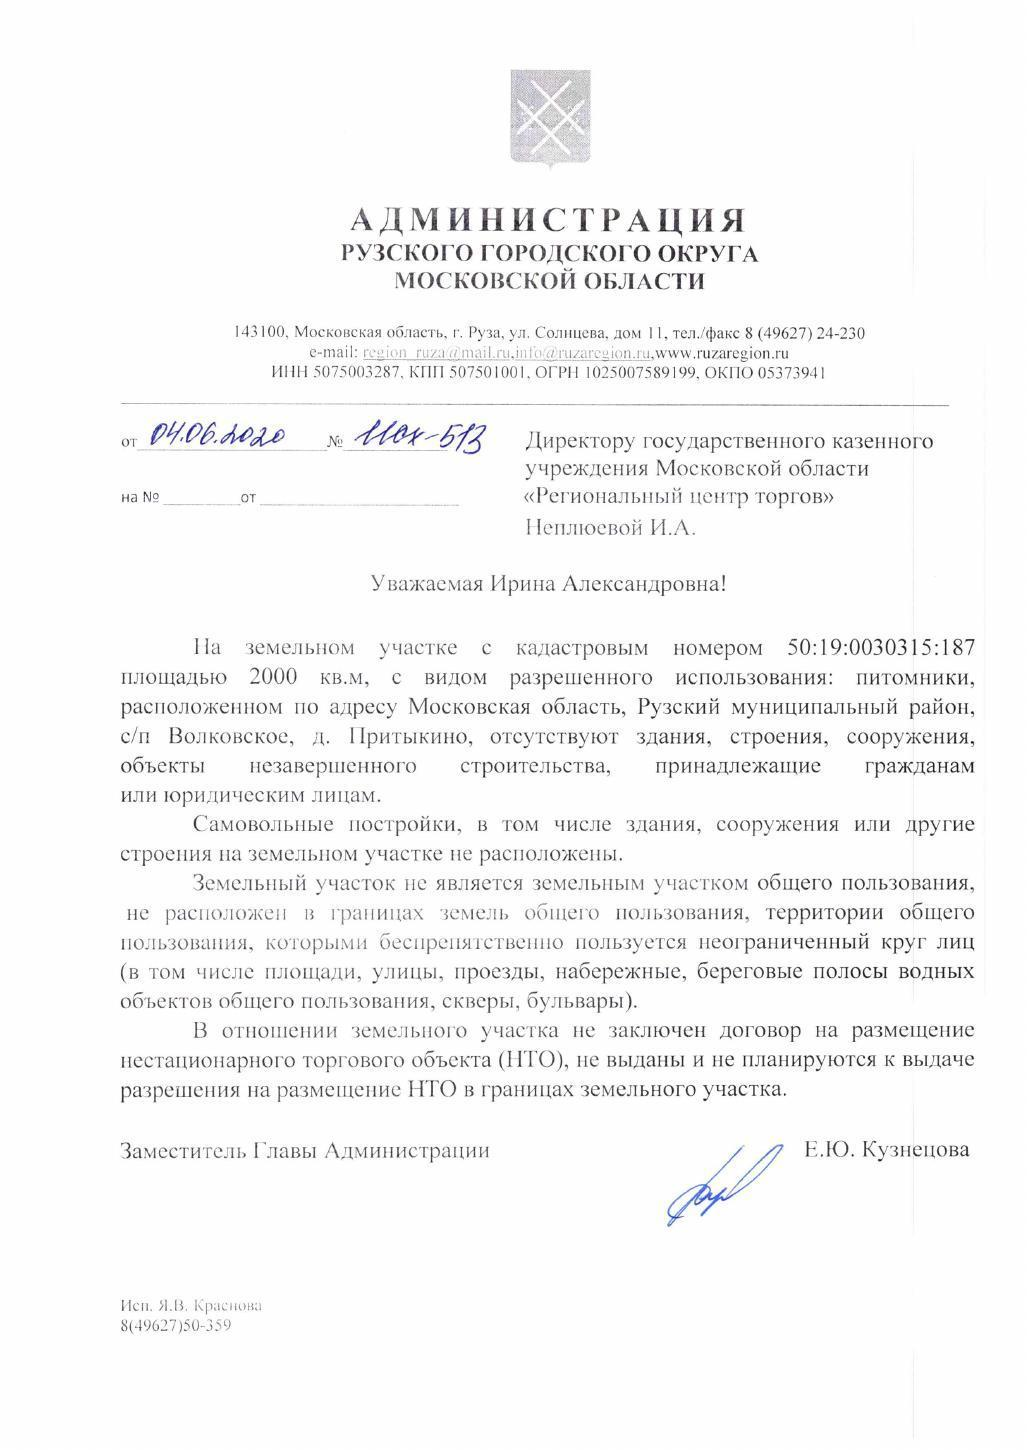 АДМИНИСТРАЦИЯ
РУЗСКОГО ГОРОДСКОГО ОКРУГА
МОСКОВСКОЙ ОБЛАСТИ
143100, Московская область, г. Руза, ул. Солнцева, дом 11, тел./факс 8 (49627) 24-230
e-mail: region_ruza@mail.ru,info@ruzaregion.ru,www.ruzaregion.ru
ИНН 5075003287, КПП 507501001, ОГРН 1025007589199, ОКПО 05373941
от 04.06.2020 № 11исх-513
на № ________от ____________________
Директору государственного казенного
учреждения Московской области
«Региональный центр торгов»
Неплюевой И.А.
Уважаемая Ирина Александровна!
На земельном участке с кадастровым номером 50:19:0030315:187
площадью 2000 кв.м, с видом разрешенного использования: питомники,
расположенном по адресу Московская область, Рузский муниципальный район,
с/п Волковское, д. Притыкино, отсутствуют здания, строения, сооружения,
объекты незавершенного строительства, принадлежащие гражданам
или юридическим лицам.
Самовольные постройки, в том числе здания, сооружения или другие
строения на земельном участке не расположены.
Земельный участок не является земельным участком общего пользования,
не расположен в границах земель общего пользования, территории общего
пользования, которыми беспрепятственно пользуется неограниченный круг лиц
(в том числе площади, улицы, проезды, набережные, береговые полосы водных
объектов общего пользования, скверы, бульвары).
В отношении земельного участка не заключен договор на размещение
нестационарного торгового объекта (НТО), не выданы и не планируются к выдаче
разрешения на размещение НТО в границах земельного участка.
Заместитель Главы Администрации Е.Ю. Кузнецова
Исп. Я.В. Краснова
8(49627)50-359